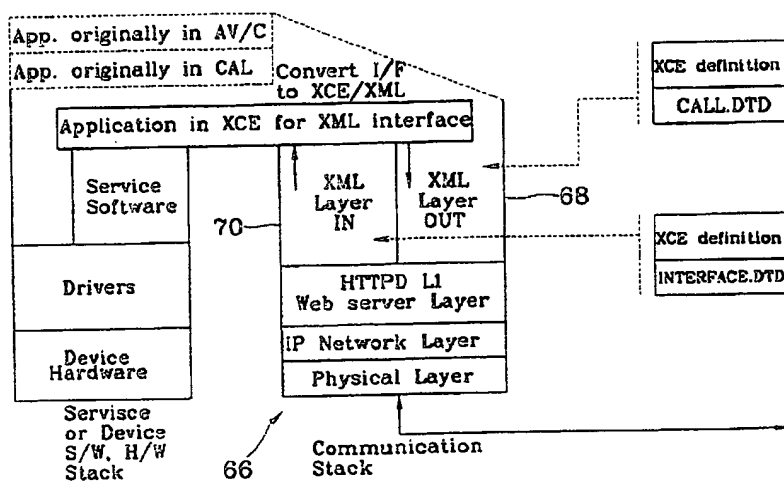 App. originally in AV/C
App. originally in CAL
Convert I/F
to XCE/XML
Application in XCE for XML interface
Service
Software
Drivers
Device
Hardware
Servisce
or Device
S/W, H/W
Stack
70
XML
Layer
IN
XML
Layer
OUT
68
HTTPD L1
Web server Layer
IP Network Layer
Physical Layer
66
Communication
Stack
XCE definition
CALL.DTD
XCE definition
INTERFACE.DTD